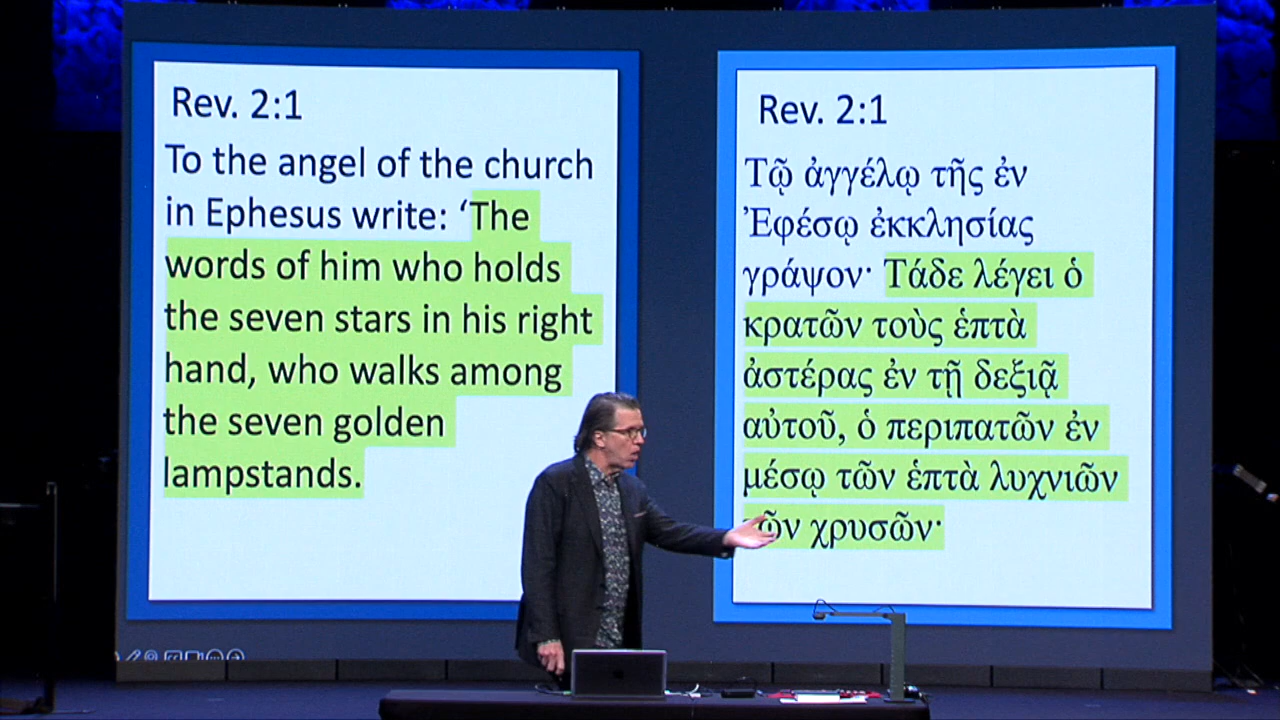 Rev. 2:1
To the angel of the church
in Ephesus write: ‘The
words of him who holds
the seven stars in his right
hand, who walks among
the seven golden
lampstands.
Rev. 2:1
Τῷ ἀγγέλῳ τῆς ἐν
Ἐφέσῳ ἐκκλησίας
γράψον· Τάδε λέγει ὁ
κρατῶν τοὺς ἑπτὰ
ἀστέρας ἐν τῇ δεξιᾷ
αὐτοῦ, ὁ περιπατῶν ἐν
μέσῳ τῶν ἑπτὰ λυχνιῶν
τῶν χρυσῶν·